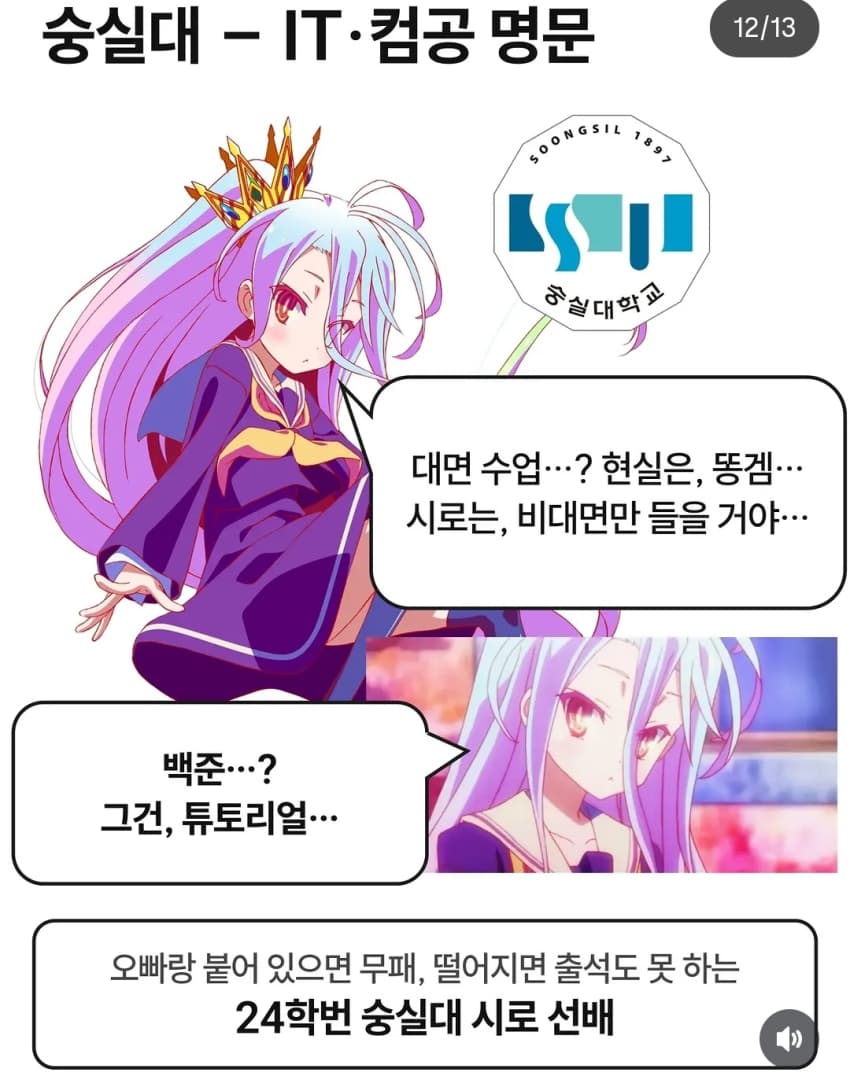 숭실대 – IT·컴공 명문
12/13
SOONGSIL 1897
숭실대학교
대면 수업…? 현실은, 똥겜…
시로는, 비대면만 들을 거야…
백준…?
그건, 튜토리얼…
오빠랑 붙어 있으면 무패, 떨어지면 출석도 못 하는
24학번 숭실대 시로 선배